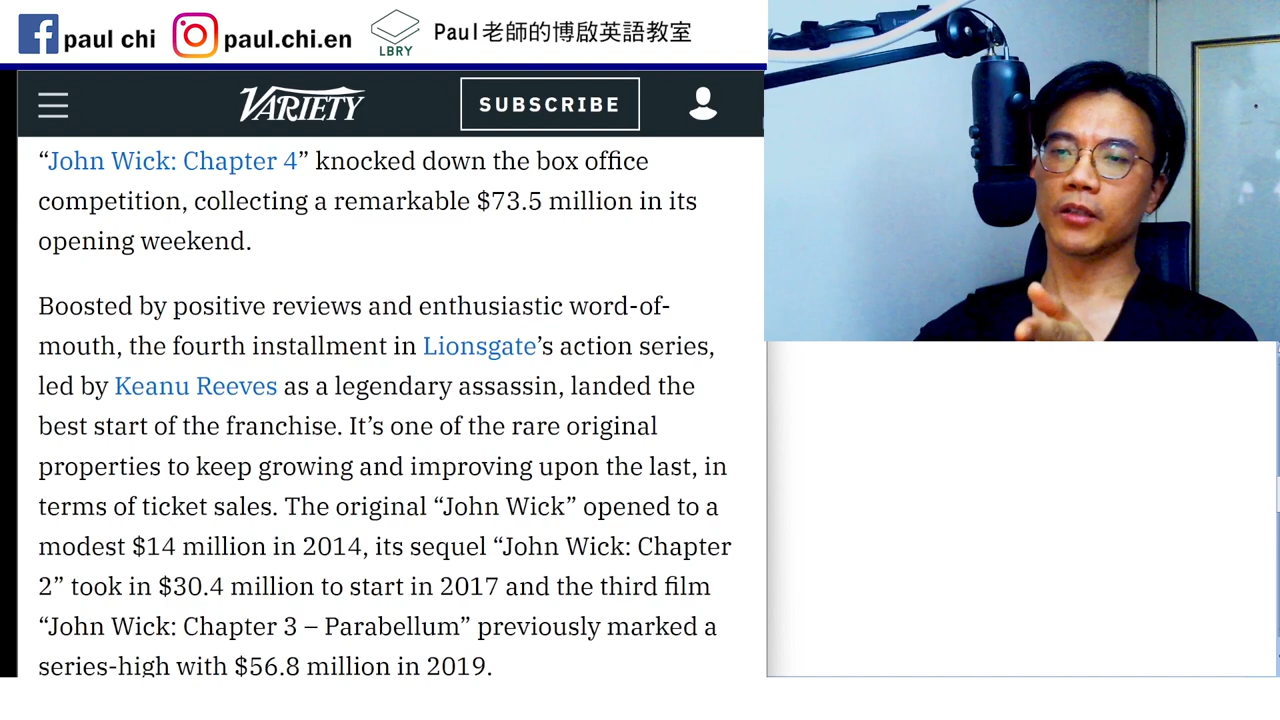 paul chi
paul.chi.en
LBRY
Paul老師的博啟英語教室
VARIETY
SUBSCRIBE
“John Wick: Chapter 4” knocked down the box office
competition, collecting a remarkable $73.5 million in its
opening weekend.
Boosted by positive reviews and enthusiastic word-of-
mouth, the fourth installment in Lionsgate’s action series,
led by Keanu Reeves as a legendary assassin, landed the
best start of the franchise. It’s one of the rare original
properties to keep growing and improving upon the last, in
terms of ticket sales. The original “John Wick” opened to a
modest $14 million in 2014, its sequel “John Wick: Chapter
2” took in $30.4 million to start in 2017 and the third film
“John Wick: Chapter 3 – Parabellum” previously marked a
series-high with $56.8 million in 2019.